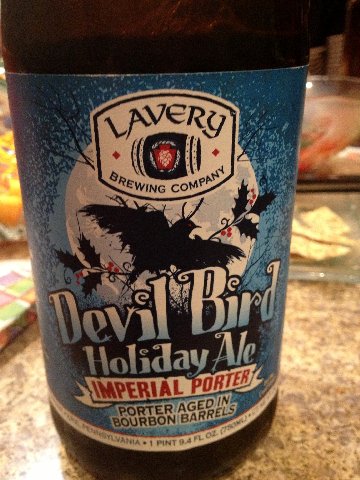 LAVERY
BREWING COMPANY
Devil Bird
Holiday Ale
IMPERIAL PORTER
PORTER AGED IN
BOURBON BARRELS
PENNSYLVANIA • 1 PINT 9.4 FL. OZ. (750ML)